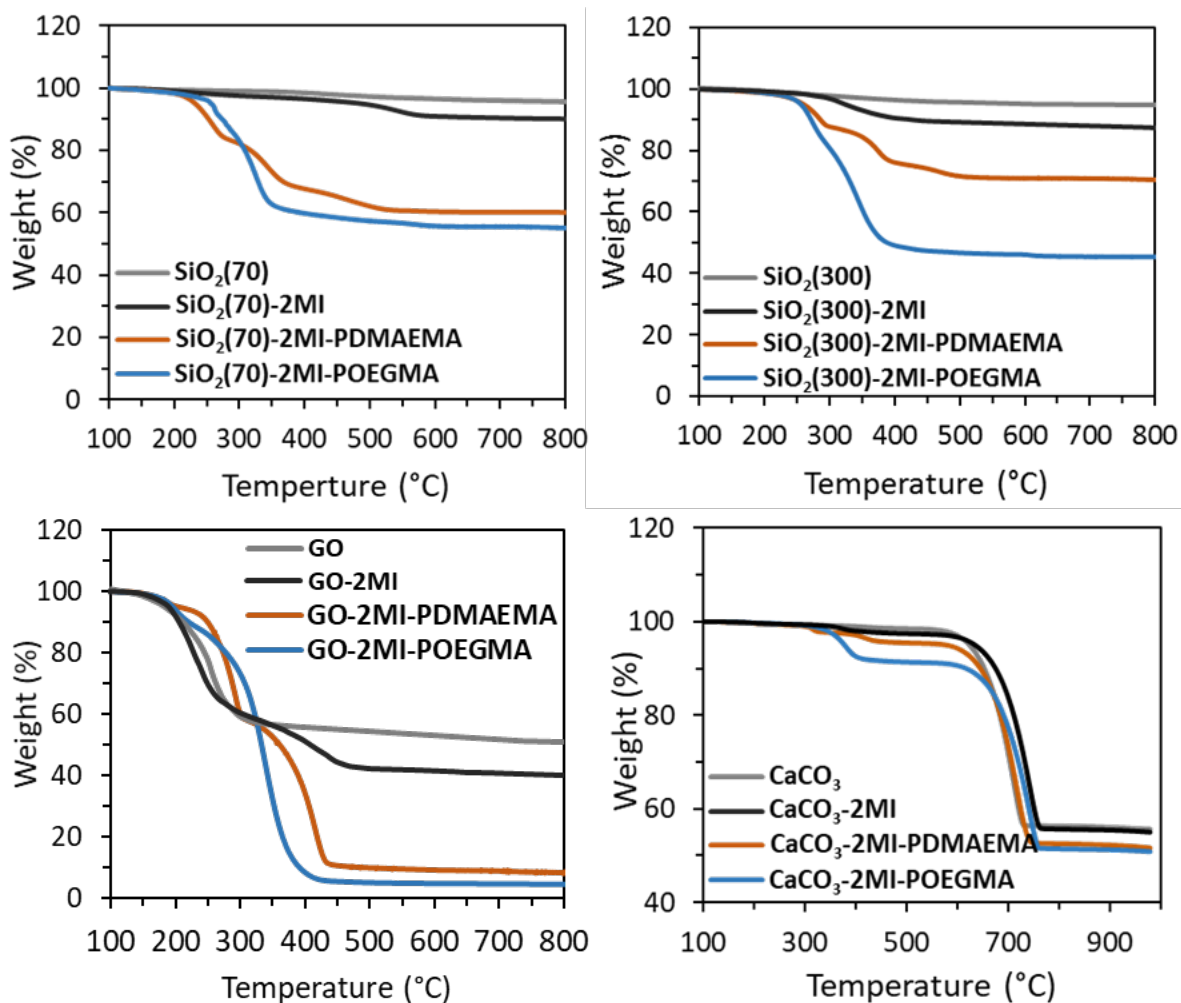 120
100
80
60
40
20
0
Weight (%)
SiO₂(70)
SiO₂(70)-2MI
SiO₂(70)-2MI-PDMAEMA
SiO₂(70)-2MI-POEGMA
100 200 300 400 500 600 700 800
Temperture (°C)
120
100
80
60
40
20
0
Weight (%)
SiO₂(300)
SiO₂(300)-2MI
SiO₂(300)-2MI-PDMAEMA
SiO₂(300)-2MI-POEGMA
100 200 300 400 500 600 700 800
Temperature (°C)
120
100
80
60
40
20
0
Weight (%)
GO
GO-2MI
GO-2MI-PDMAEMA
GO-2MI-POEGMA
100 200 300 400 500 600 700 800
Temperature (°C)
120
100
80
60
40
Weight (%)
CaCO₃
CaCO₃-2MI
CaCO₃-2MI-PDMAEMA
CaCO₃-2MI-POEGMA
100 300 500 700 900
Temperature (°C)